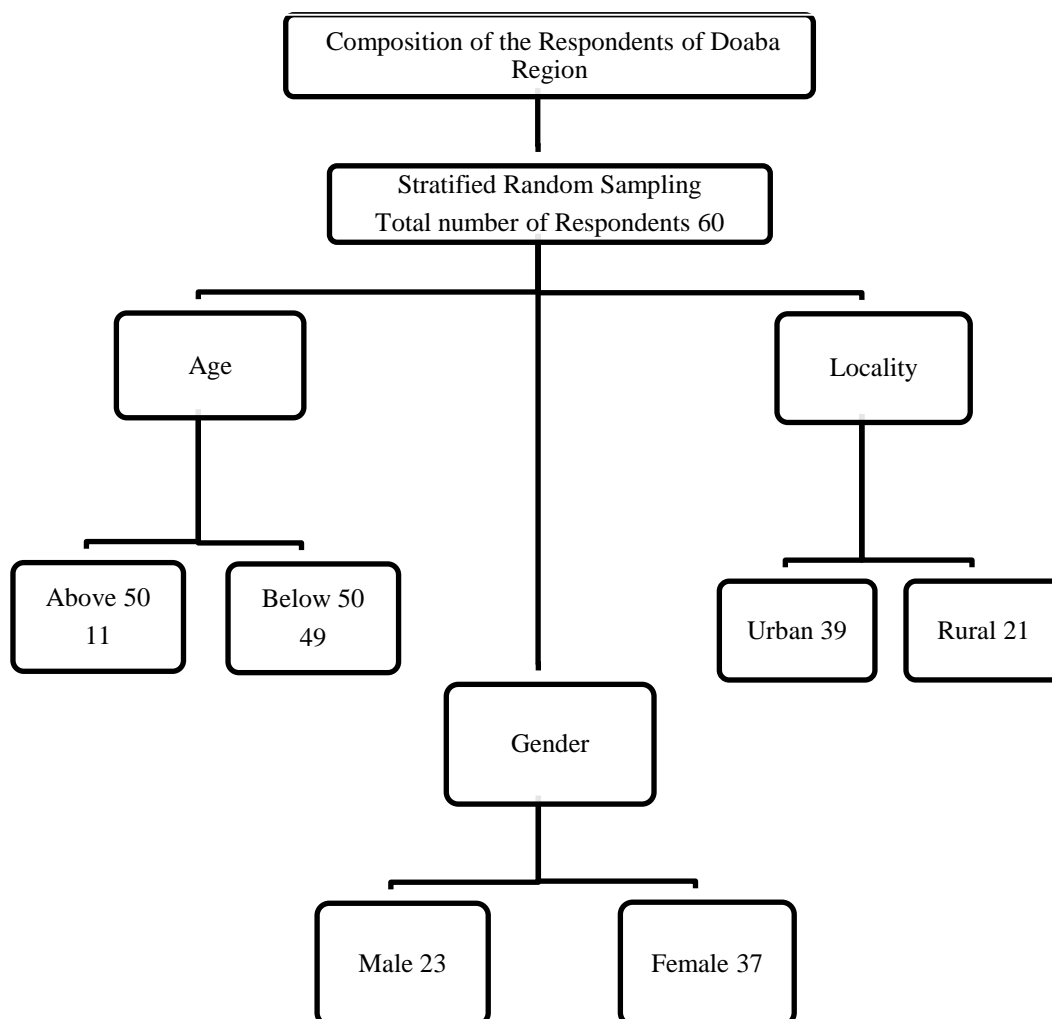 Composition of the Respondents of Doaba
Region
Stratified Random Sampling
Total number of Respondents 60
Age
Locality
Above 50
11
Below 50
49
Urban 39
Rural 21
Gender
Male 23
Female 37